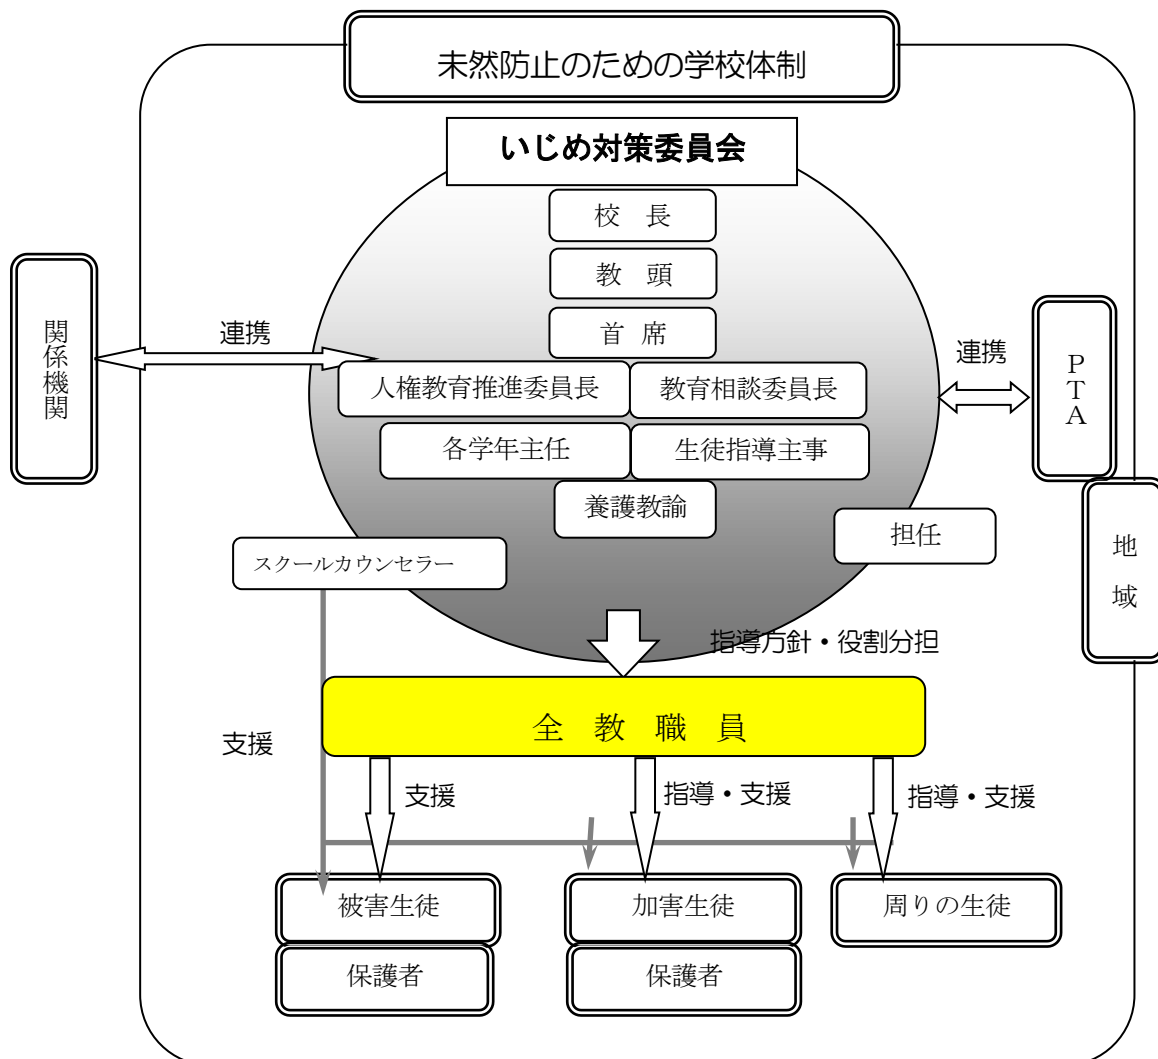 未然防止のための学校体制
いじめ対策委員会
校　長
教　頭
首　席
人権教育推進委員長
教育相談委員長
各学年主任
生徒指導主事
養護教諭
スクールカウンセラー
担任
関係機関
連携
連携
PTA
地域
指導方針・役割分担
全　教　職　員
支援
支援
指導・支援
指導・支援
被害生徒
加害生徒
周りの生徒
保護者
保護者